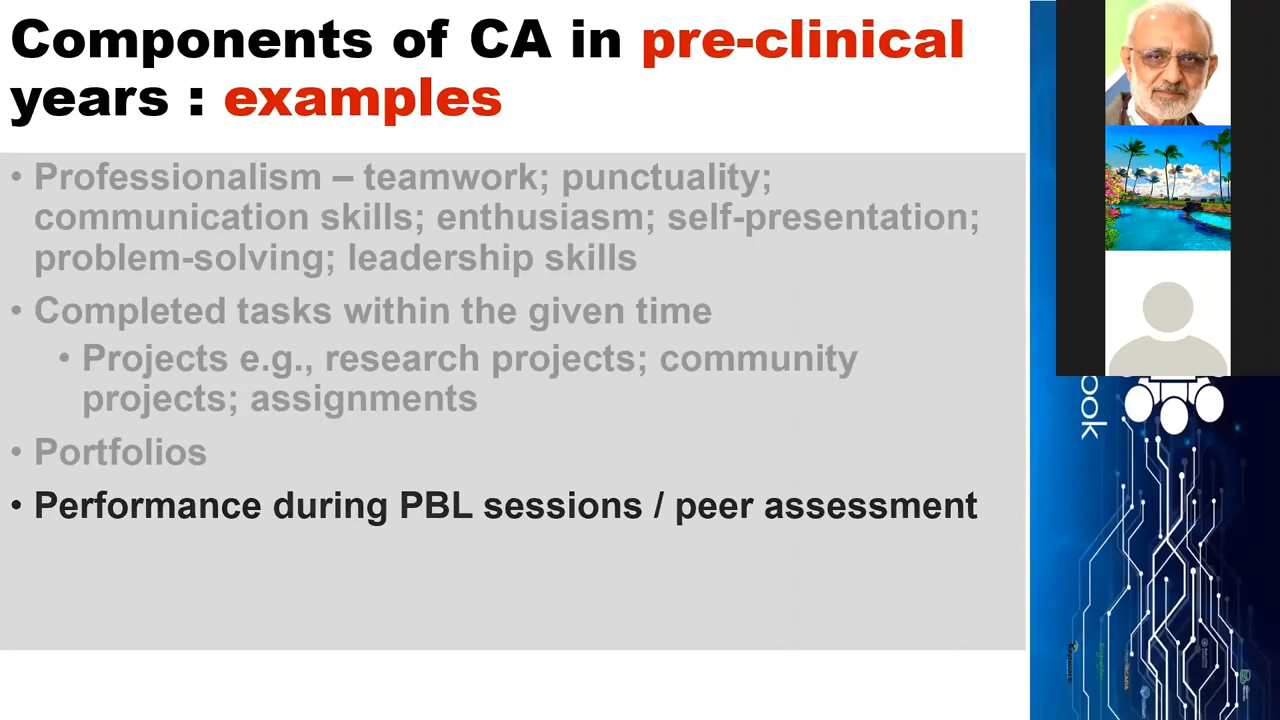 Components of CA in pre-clinical
years : examples
• Professionalism – teamwork; punctuality;
communication skills; enthusiasm; self-presentation;
problem-solving; leadership skills
• Completed tasks within the given time
• Projects e.g., research projects; community
projects; assignments
• Portfolios
• Performance during PBL sessions / peer assessment
ook